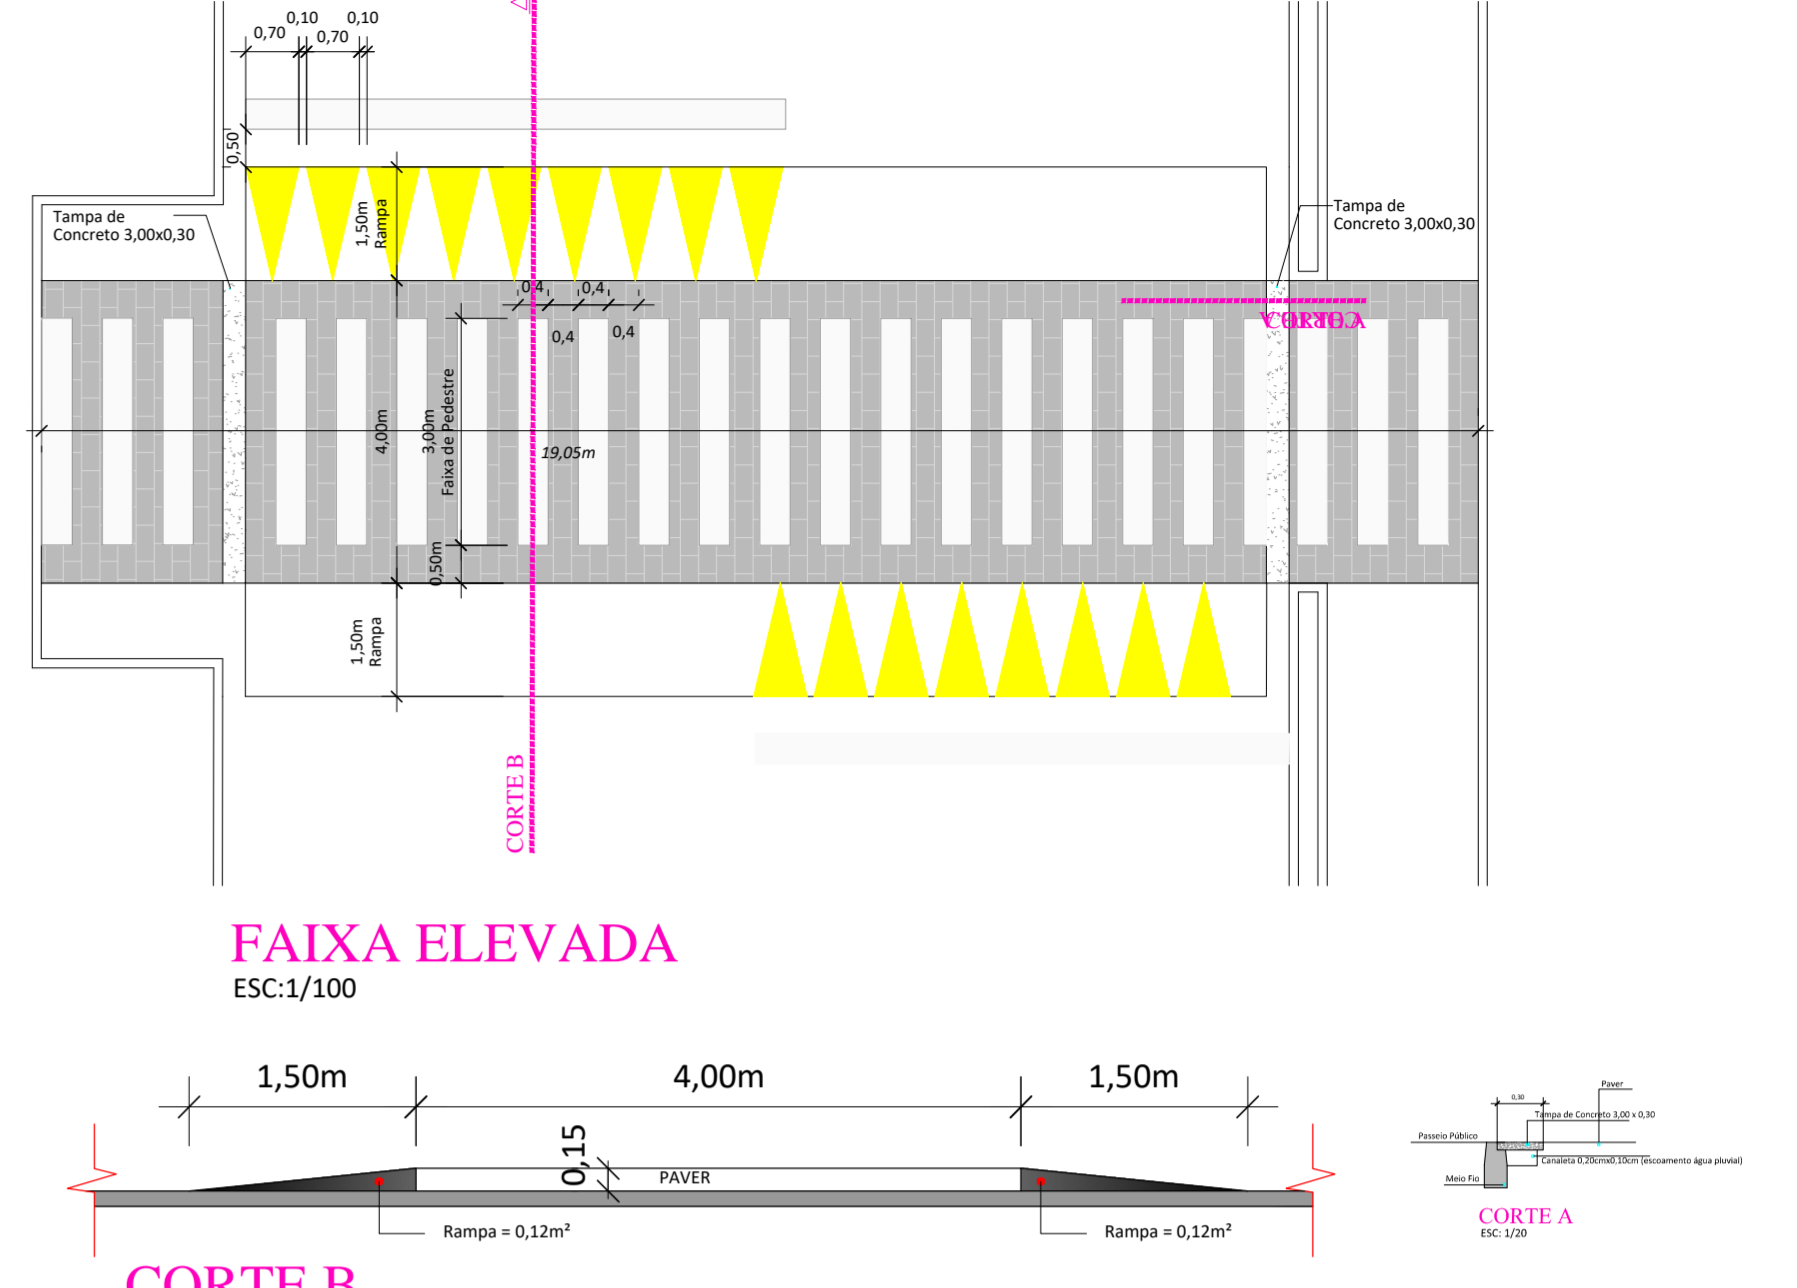 0,10
0,10
0,70
0,70
0,50
Tampa de
Concreto 3,00x0,30
1,50m
Rampa
Tampa de
Concreto 3,00x0,30
0,4
0,4
0,4
0,4
CORTE A
4,00m
3,00m
Faixa de Pedestre
19,05m
0,50m
1,50m
Rampa
CORTE B
FAIXA ELEVADA
ESC:1/100
1,50m
4,00m
1,50m
0,15
PAVER
Rampa = 0,12m²
Rampa = 0,12m²
CORTE B
Paver
0,30
Tampa de Concreto 3,00 x 0,30
Passeio Público
Canaleta 0,20cmx0,10cm (escoamento água pluvial)
Meio Fio
CORTE A
ESC: 1/20